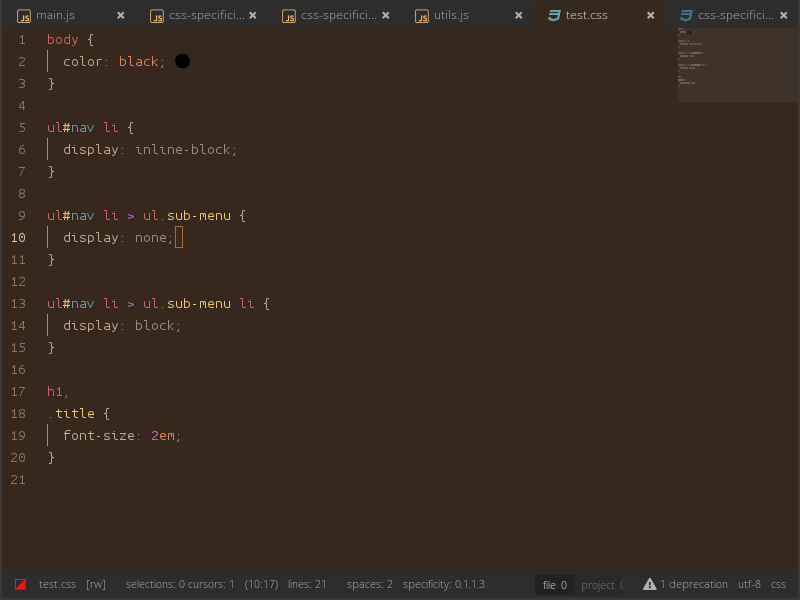 main.js css-specifici... css-specifici... utils.js test.css css-specifici...
1 body {
2 color: black;
3 }
4
5 ul#nav li {
6 display: inline-block;
7 }
8
9 ul#nav li > ul.sub-menu {
10 display: none;
11 }
12
13 ul#nav li > ul.sub-menu li {
14 display: block;
15 }
16
17 h1,
18 .title {
19 font-size: 2em;
20 }
21
test.css [rw] selections: 0 cursors: 1 (10:17) lines: 21 spaces: 2 specificity: 0,1,1,3 file 0 project 1 deprecation utf-8 css